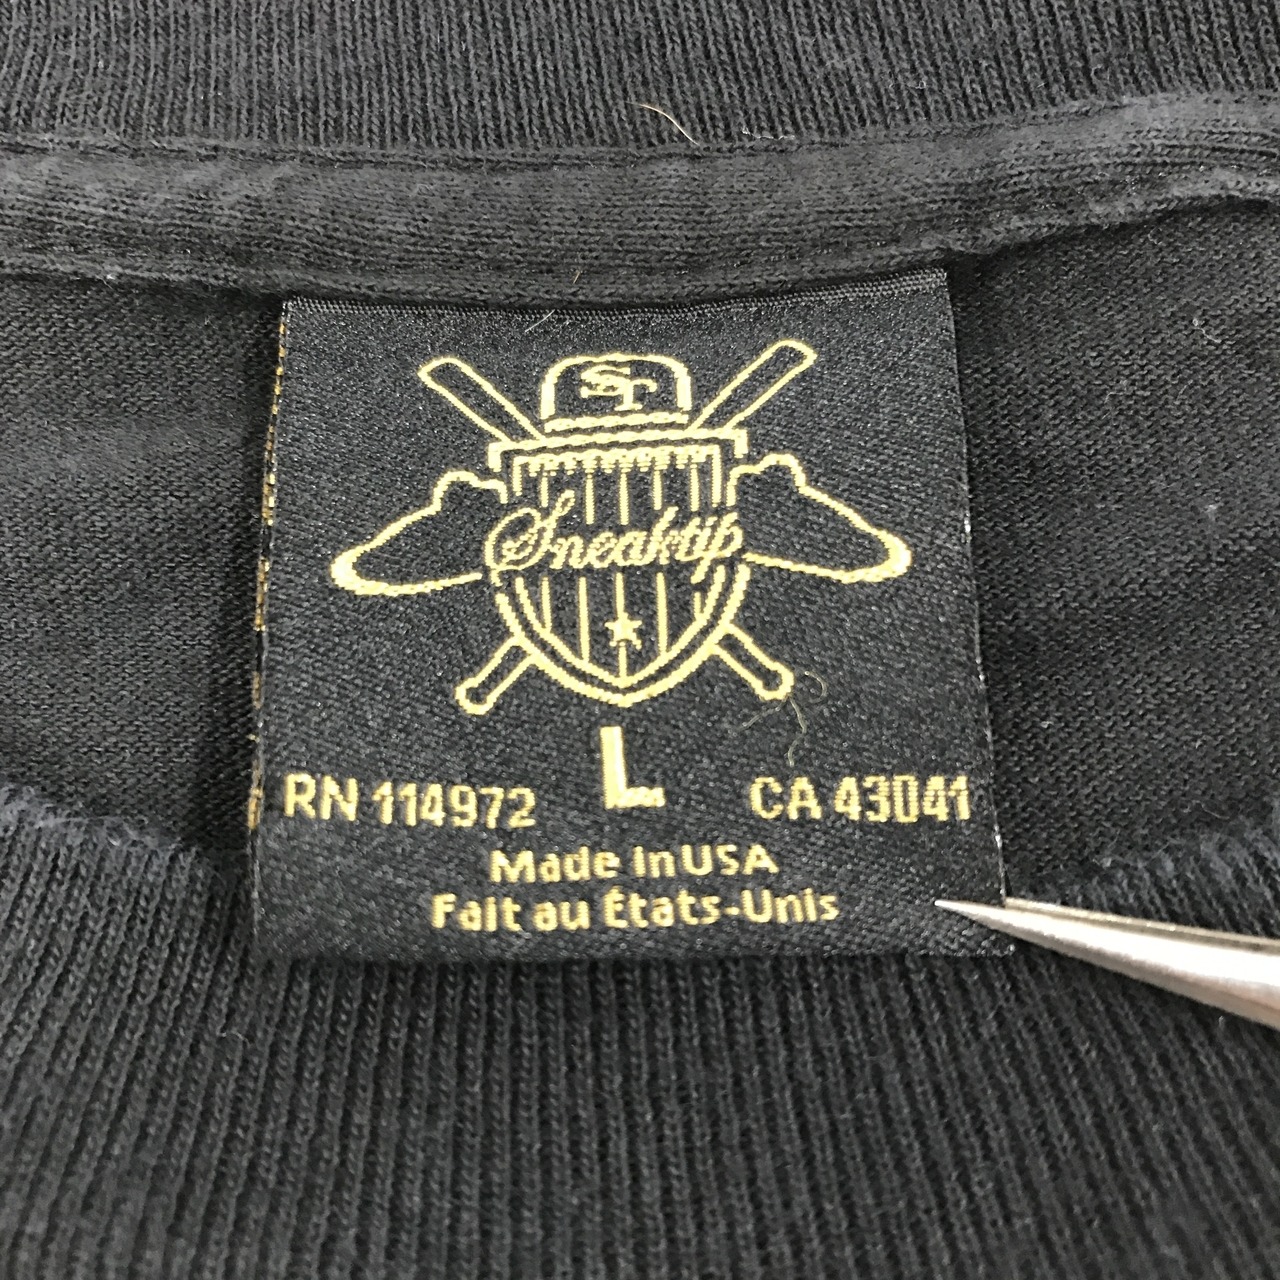 ST
Sneaktip
L
RN 114972 CA 43041
Made in USA
Fait au États-Unis